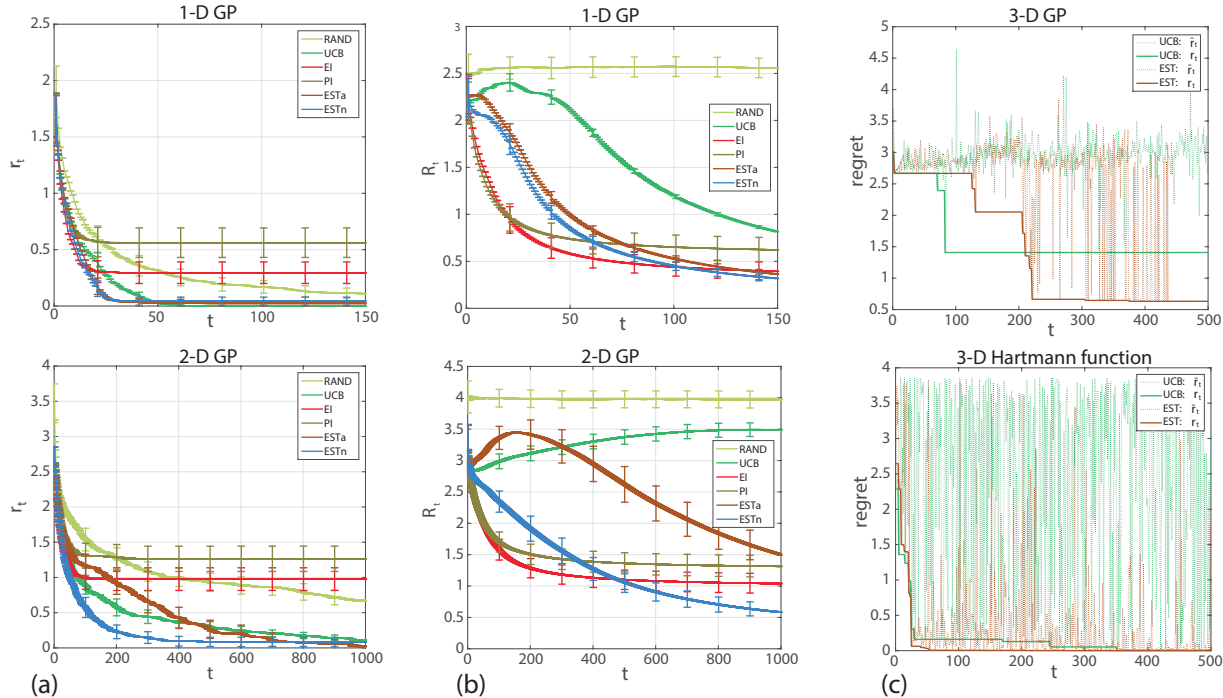 1-D GP
2.5
2
1.5
1
0.5
0
r_t
0 50 100 150
t
RAND
UCB
EI
PI
ESTa
ESTn
1-D GP
3
2.5
2
1.5
1
0.5
0
R_t
0 50 100 150
t
RAND
UCB
EI
PI
ESTa
ESTn
3-D GP
5
4.5
4
3.5
3
2.5
2
1.5
1
0.5
regret
0 100 200 300 400 500
t
UCB: r̃_t
UCB: r_t
EST: r̃_t
EST: r_t
2-D GP
4
3.5
3
2.5
2
1.5
1
0.5
0
r_t
0 200 400 600 800 1000
t
RAND
UCB
EI
PI
ESTa
ESTn
(a)
2-D GP
4.5
4
3.5
3
2.5
2
1.5
1
0.5
0
R_t
0 200 400 600 800 1000
t
RAND
UCB
EI
PI
ESTa
ESTn
(b)
3-D Hartmann function
4
3.5
3
2.5
2
1.5
1
0.5
0
regret
0 100 200 300 400 500
t
UCB: r̃_t
UCB: r_t
EST: r̃_t
EST: r_t
(c)